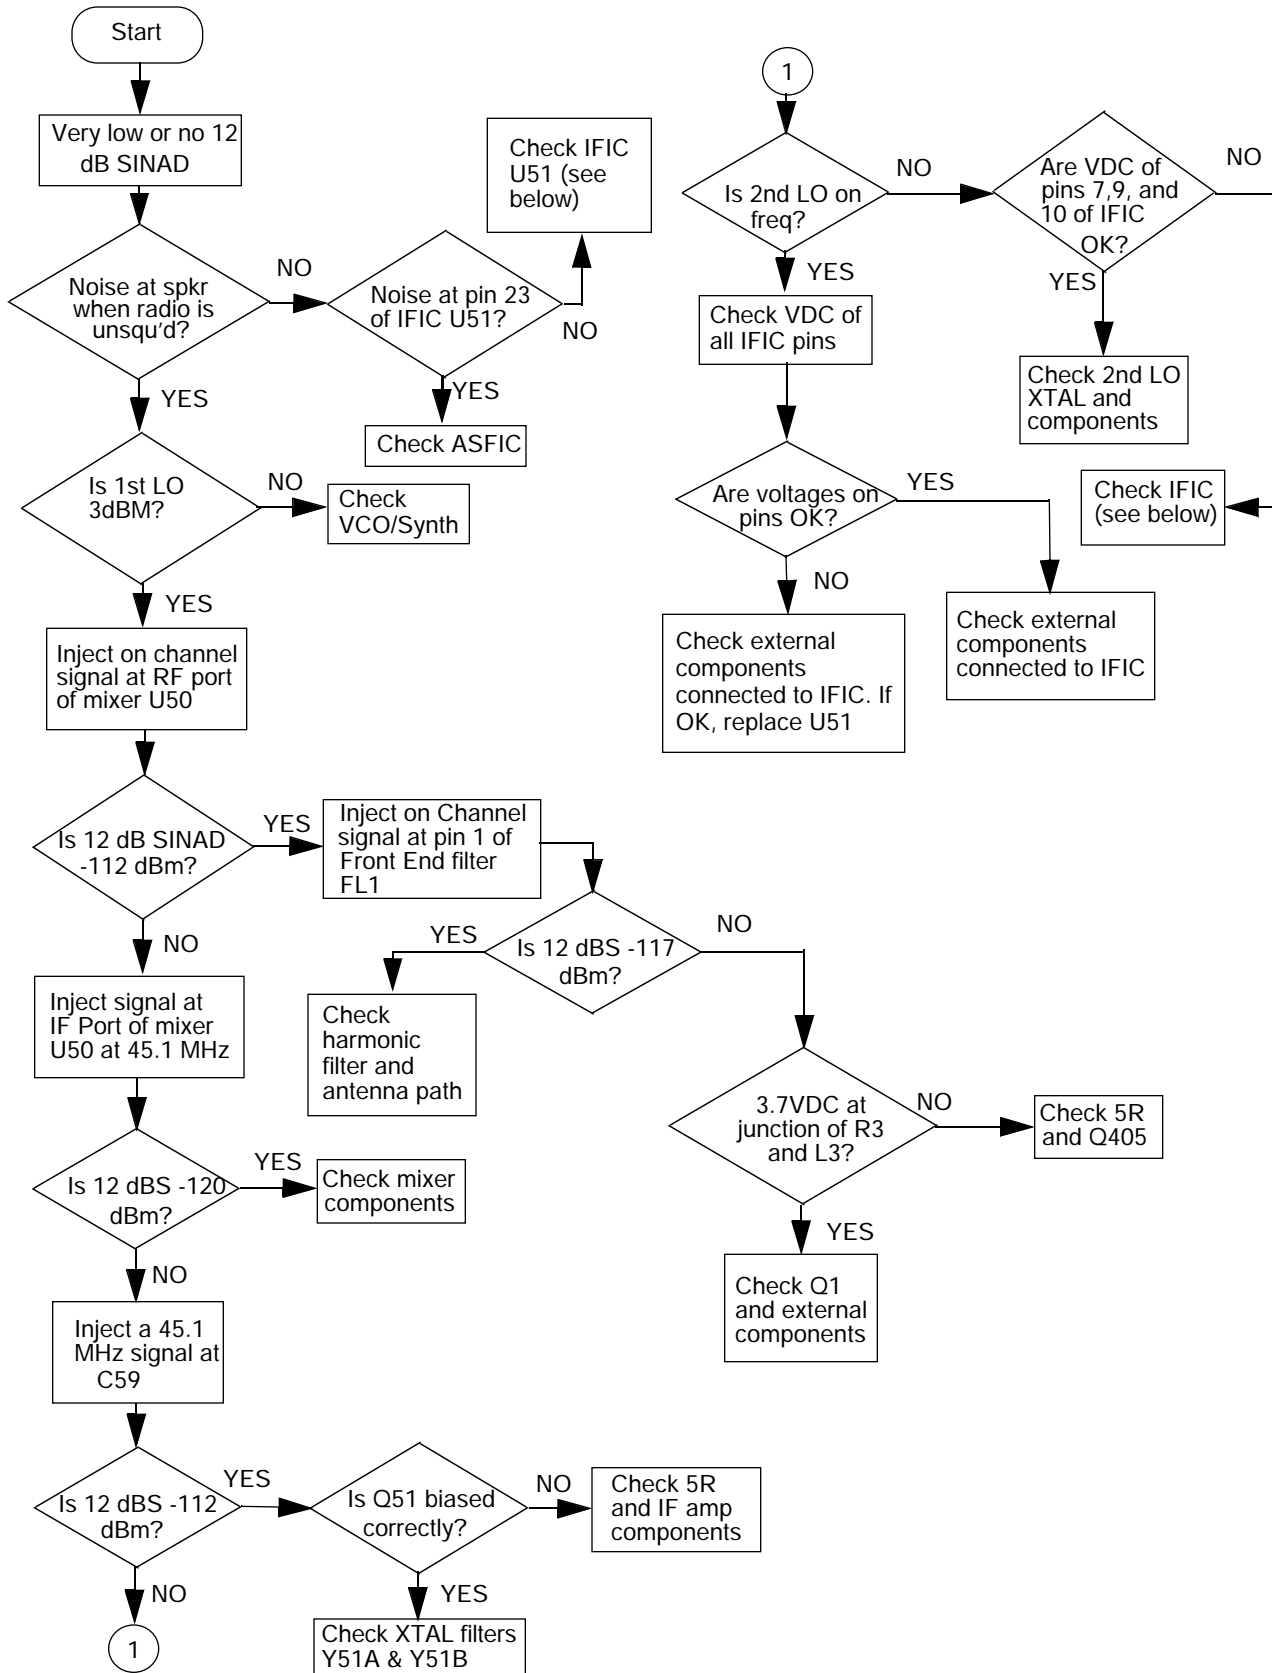 Start
Very low or no 12
dB SINAD
Noise at spkr
when radio is
unsqu’d?
NO
Noise at pin 23
of IFIC U51?
NO
Check IFIC
U51 (see
below)
YES
Check ASFIC
YES
Is 1st LO
3dBM?
NO
Check
VCO/Synth
YES
Inject on channel
signal at RF port
of mixer U50
Is 12 dB SINAD
-112 dBm?
YES
Inject on Channel
signal at pin 1 of
Front End filter
FL1
Is 12 dBS -117
dBm?
YES
Check
harmonic
filter and
antenna path
NO
3.7VDC at
junction of R3
and L3?
NO
Check 5R
and Q405
YES
Check Q1
and external
components
NO
Inject signal at
IF Port of mixer
U50 at 45.1 MHz
Is 12 dBS -120
dBm?
YES
Check mixer
components
NO
Inject a 45.1
MHz signal at
C59
Is 12 dBS -112
dBm?
YES
Is Q51 biased
correctly?
NO
Check 5R
and IF amp
components
YES
Check XTAL filters
Y51A & Y51B
NO
1
1
Is 2nd LO on
freq?
NO
Are VDC of
pins 7,9, and
10 of IFIC
OK?
NO
YES
Check 2nd LO
XTAL and
components
Check IFIC
(see below)
YES
Check VDC of
all IFIC pins
Are voltages on
pins OK?
YES
Check external
components
connected to IFIC
NO
Check external
components
connected to IFIC. If
OK, replace U51